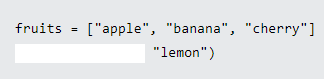 fruits = ["apple", "banana", "cherry"]
"lemon")